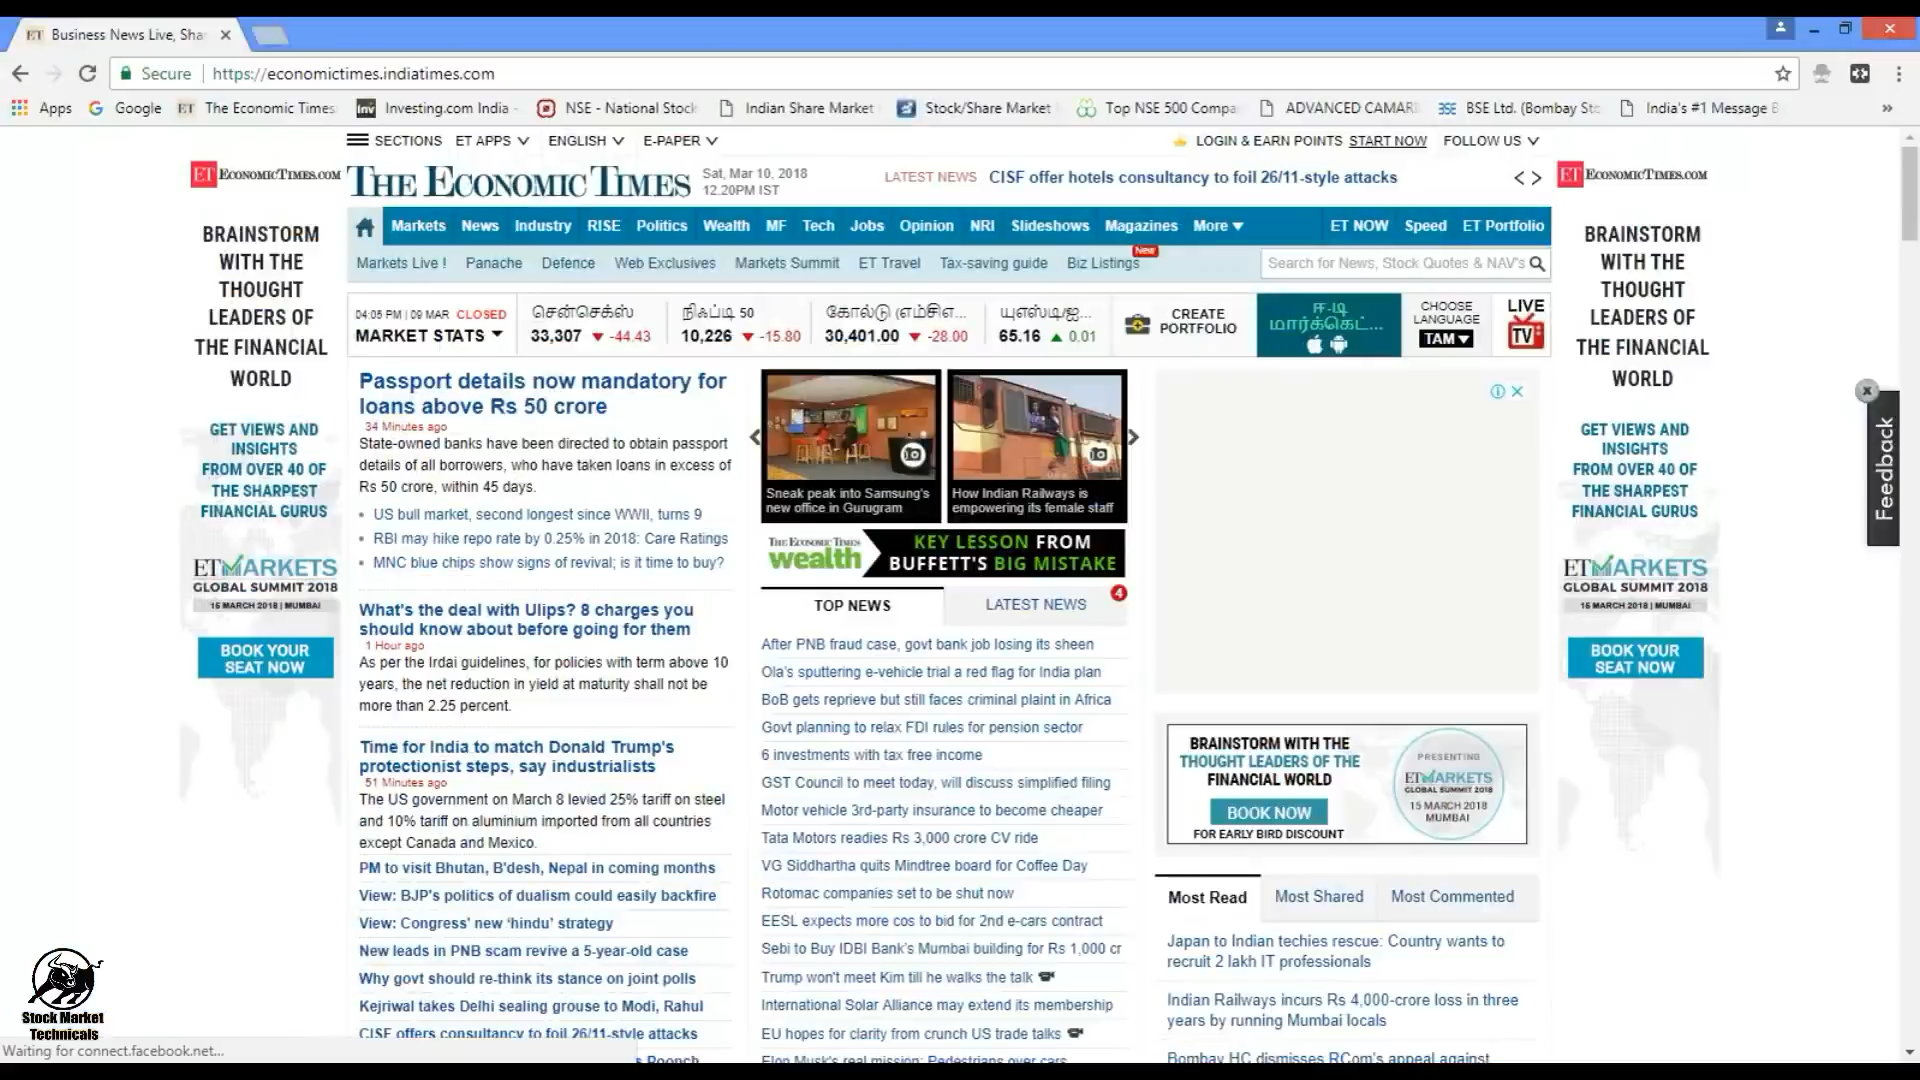 Business News Live, Sha
Secure https://economictimes.indiatimes.com
Apps Google The Economic Times Investing.com India - NSE - National Stock Indian Share Market Stock/Share Market Top NSE 500 Compa ADVANCED CAMARI BSE Ltd. (Bombay Sto India's #1 Message B »
SECTIONS ET APPS ENGLISH E-PAPER LOGIN & EARN POINTS START NOW FOLLOW US
ET ECONOMICTIMES.COM
THE ECONOMIC TIMES
Sat, Mar 10, 2018
12.20PM IST
LATEST NEWS CISF offer hotels consultancy to foil 26/11-style attacks
ET ECONOMICTIMES.COM
Markets News Industry RISE Politics Wealth MF Tech Jobs Opinion NRI Slideshows Magazines More ET NOW Speed ET Portfolio
Markets Live ! Panache Defence Web Exclusives Markets Summit ET Travel Tax-saving guide Biz Listings New
Search for News, Stock Quotes & NAV's
04:05 PM | 09 MAR CLOSED
MARKET STATS
சென்செக்ஸ்
33,307 -44.43
நிஃப்டி 50
10,226 -15.80
கோல்டு (எம்சிஎ...
30,401.00 -28.00
யுஎஸ்டி/ஐ...
65.16 0.01
CREATE
PORTFOLIO
ஈ-டி
மார்க்கெட்...
CHOOSE
LANGUAGE
TAM
LIVE
TV
BRAINSTORM
WITH THE
THOUGHT
LEADERS OF
THE FINANCIAL
WORLD
GET VIEWS AND
INSIGHTS
FROM OVER 40 OF
THE SHARPEST
FINANCIAL GURUS
ETMARKETS
GLOBAL SUMMIT 2018
15 MARCH 2018 | MUMBAI
BOOK YOUR
SEAT NOW
Passport details now mandatory for
loans above Rs 50 crore
34 Minutes ago
State-owned banks have been directed to obtain passport
details of all borrowers, who have taken loans in excess of
Rs 50 crore, within 45 days.
US bull market, second longest since WWII, turns 9
RBI may hike repo rate by 0.25% in 2018: Care Ratings
MNC blue chips show signs of revival; is it time to buy?
What's the deal with Ulips? 8 charges you
should know about before going for them
1 Hour ago
As per the Irdai guidelines, for policies with term above 10
years, the net reduction in yield at maturity shall not be
more than 2.25 percent.
Time for India to match Donald Trump's
protectionist steps, say industrialists
51 Minutes ago
The US government on March 8 levied 25% tariff on steel
and 10% tariff on aluminium imported from all countries
except Canada and Mexico.
PM to visit Bhutan, B'desh, Nepal in coming months
View: BJP's politics of dualism could easily backfire
View: Congress' new ‘hindu’ strategy
New leads in PNB scam revive a 5-year-old case
Why govt should re-think its stance on joint polls
Kejriwal takes Delhi sealing grouse to Modi, Rahul
CISF offers consultancy to foil 26/11-style attacks
Poonch
Sneak peak into Samsung's
new office in Gurugram
How Indian Railways is
empowering its female staff
THE ECONOMIC TIMES
wealth
KEY LESSON FROM
BUFFETT'S BIG MISTAKE
TOP NEWS LATEST NEWS 4
After PNB fraud case, govt bank job losing its sheen
Ola's sputtering e-vehicle trial a red flag for India plan
BoB gets reprieve but still faces criminal plaint in Africa
Govt planning to relax FDI rules for pension sector
6 investments with tax free income
GST Council to meet today, will discuss simplified filing
Motor vehicle 3rd-party insurance to become cheaper
Tata Motors readies Rs 3,000 crore CV ride
VG Siddhartha quits Mindtree board for Coffee Day
Rotomac companies set to be shut now
EESL expects more cos to bid for 2nd e-cars contract
Sebi to Buy IDBI Bank's Mumbai building for Rs 1,000 cr
Trump won't meet Kim till he walks the talk
International Solar Alliance may extend its membership
EU hopes for clarity from crunch US trade talks
Elon Musk's real mission: Pedestrians over cars
BRAINSTORM WITH THE
THOUGHT LEADERS OF THE
FINANCIAL WORLD
BOOK NOW
FOR EARLY BIRD DISCOUNT
PRESENTING
ETMARKETS
GLOBAL SUMMIT 2018
15 MARCH 2018
MUMBAI
Most Read Most Shared Most Commented
Japan to Indian techies rescue: Country wants to
recruit 2 lakh IT professionals
Indian Railways incurs Rs 4,000-crore loss in three
years by running Mumbai locals
Bombay HC dismisses RCom's appeal against
BRAINSTORM
WITH THE
THOUGHT
LEADERS OF
THE FINANCIAL
WORLD
GET VIEWS AND
INSIGHTS
FROM OVER 40 OF
THE SHARPEST
FINANCIAL GURUS
ETMARKETS
GLOBAL SUMMIT 2018
15 MARCH 2018 | MUMBAI
BOOK YOUR
SEAT NOW
Feedback
Stock Market
Technicals
Waiting for connect.facebook.net...